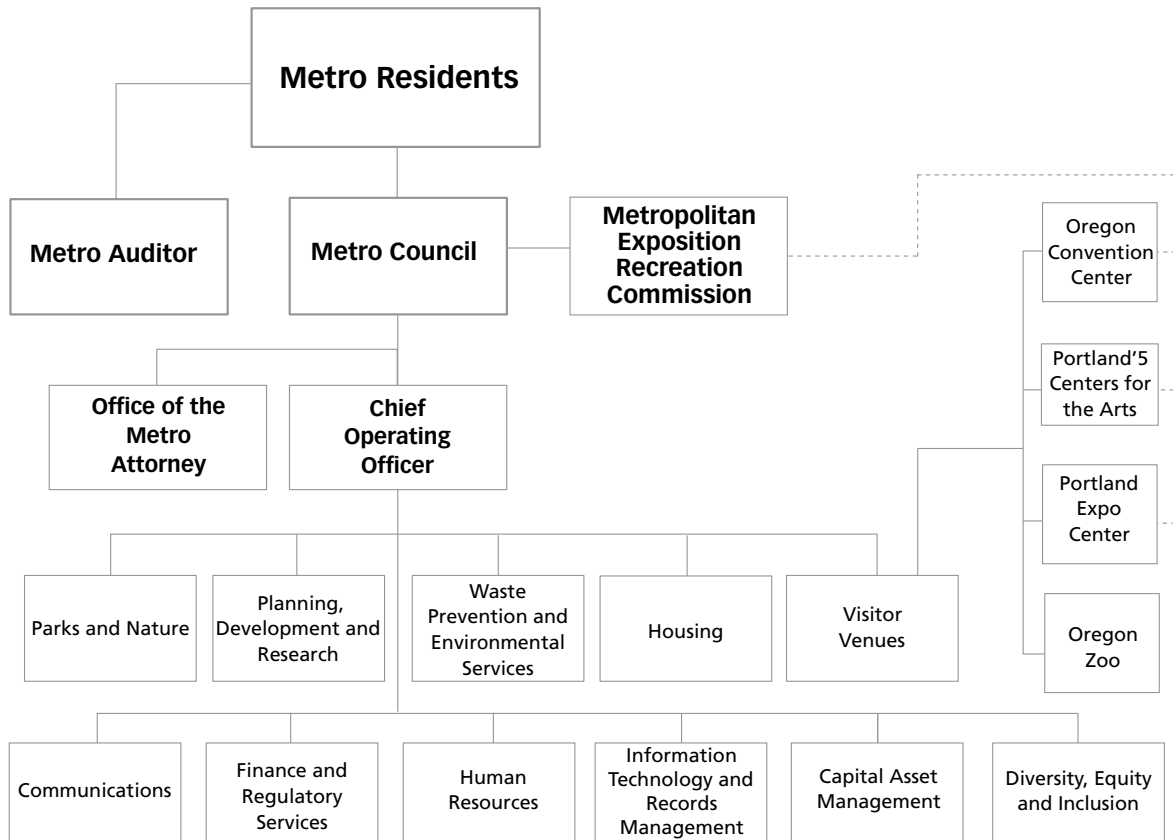 Metro Residents
Metro Auditor
Metro Council
Metropolitan
Exposition
Recreation
Commission
Oregon
Convention
Center
Portland'5
Centers for
the Arts
Office of the
Metro
Attorney
Chief
Operating
Officer
Portland
Expo
Center
Parks and Nature
Planning,
Development and
Research
Waste
Prevention and
Environmental
Services
Housing
Visitor
Venues
Oregon
Zoo
Communications
Finance and
Regulatory
Services
Human
Resources
Information
Technology and
Records
Management
Capital Asset
Management
Diversity, Equity
and Inclusion